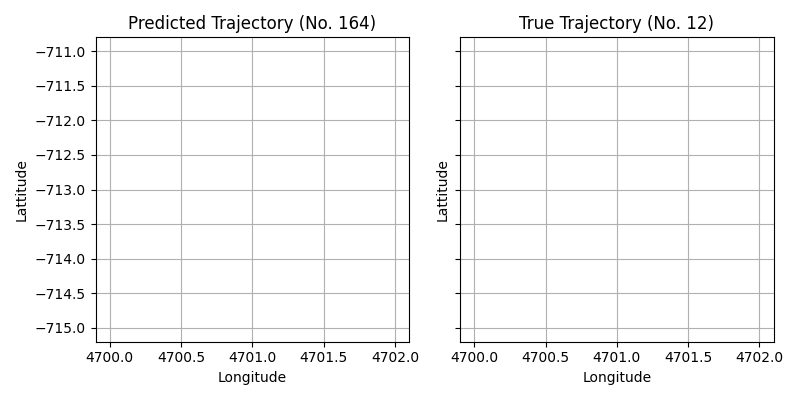 Predicted Trajectory (No. 164)
−711.0
−711.5
−712.0
−712.5
−713.0
−713.5
−714.0
−714.5
−715.0
Lattitude
4700.0 4700.5 4701.0 4701.5 4702.0
Longitude
True Trajectory (No. 12)
Lattitude
4700.0 4700.5 4701.0 4701.5 4702.0
Longitude